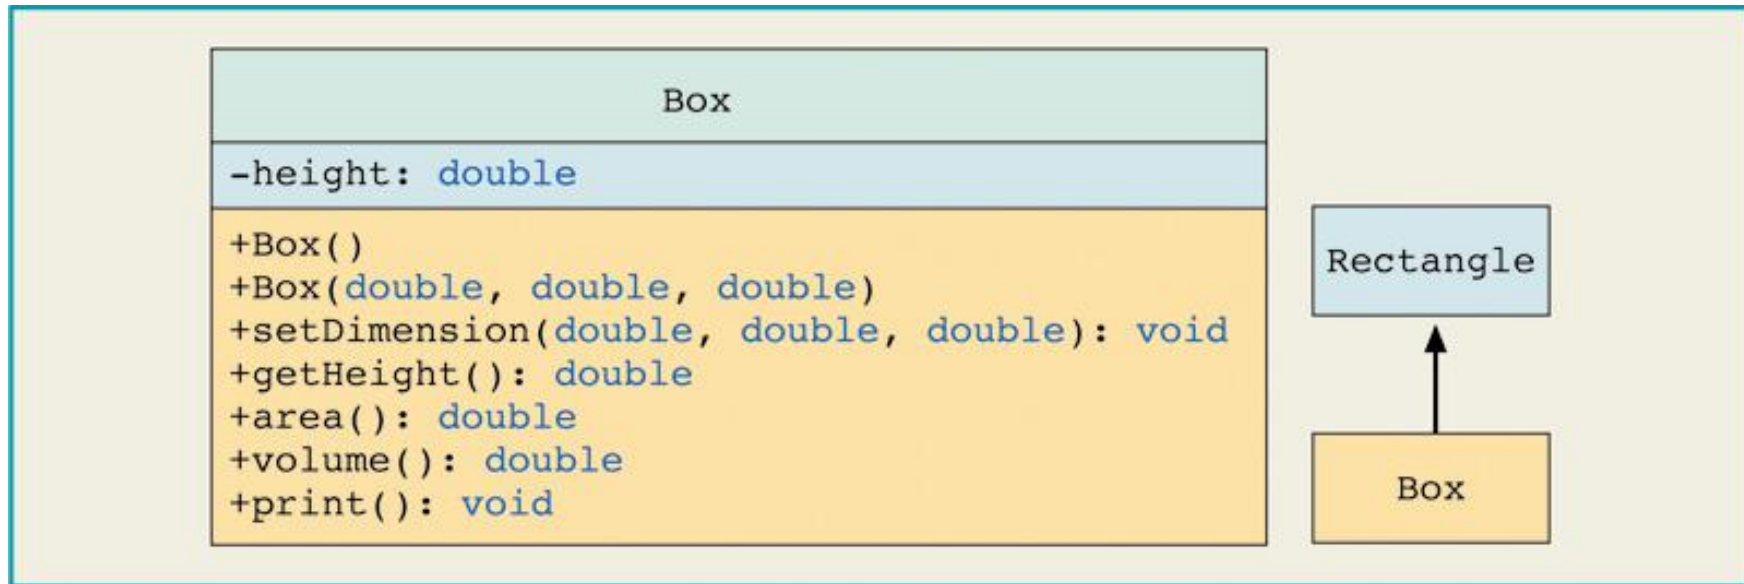 Box
-height: double
+Box()
+Box(double, double, double)
+setDimension(double, double, double): void
+getHeight(): double
+area(): double
+volume(): double
+print(): void
Rectangle
Box